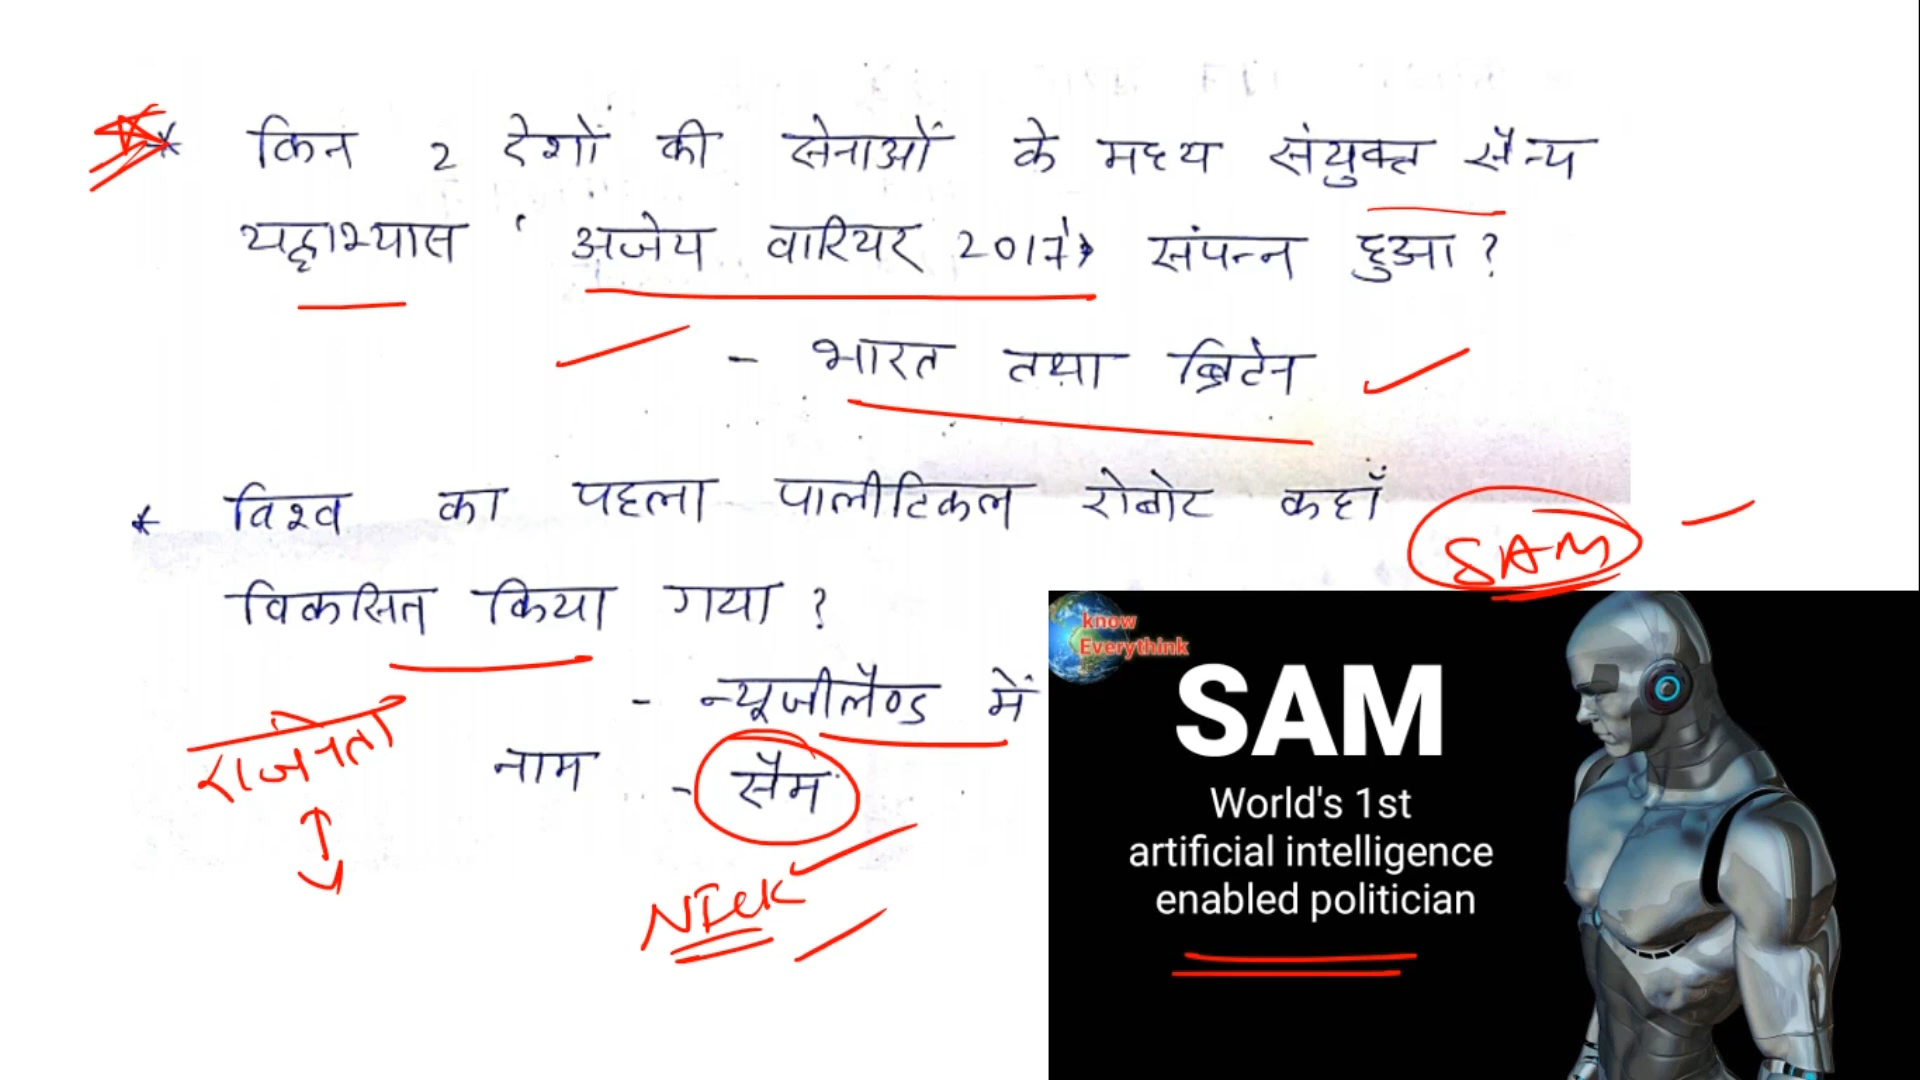 * किन 2 देशों की सेनाओं के मध्य संयुक्त सैन्य
'अजेय वारियर 2017' संपन्न हुआ ?
- भारत तथा ब्रिटेन
* विश्व का पहला पालीटिकल रोबोट कहाँ
SAM
विकसित किया गया ?
- न्यूजीलैण्ड में
नाम - सैम
know
Everythink
SAM
World's 1st
artificial intelligence
enabled politician